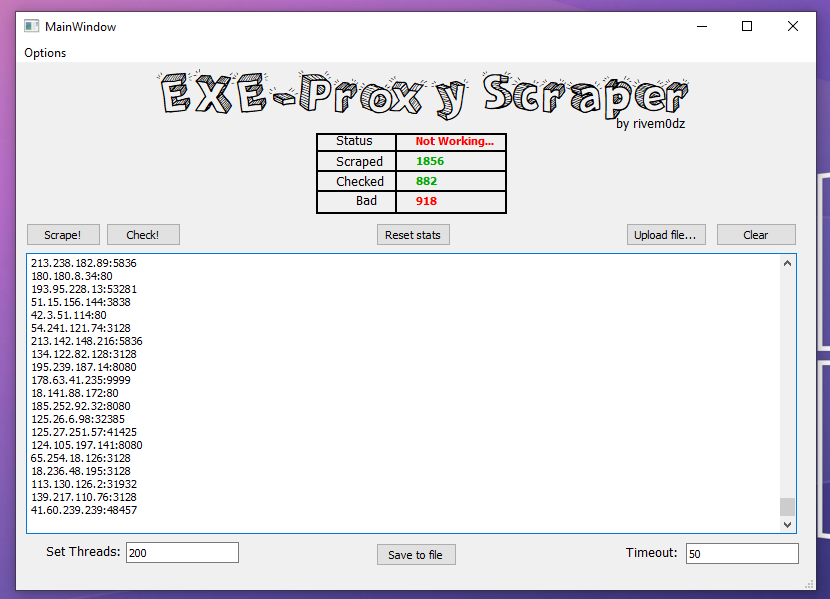 MainWindow
Options
EXE-Proxy Scraper
by rivem0dz
Status Not Working...
Scraped 1856
Checked 882
Bad 918
Scrape! Check! Reset stats Upload file... Clear
213.238.182.89:5836
180.180.8.34:80
193.95.228.13:53281
51.15.156.144:3838
42.3.51.114:80
54.241.121.74:3128
213.142.148.216:5836
134.122.82.128:3128
195.239.187.14:8080
178.63.41.235:9999
18.141.88.172:80
185.252.92.32:8080
125.26.6.98:32385
125.27.251.57:41425
124.105.197.141:8080
65.254.18.126:3128
18.236.48.195:3128
113.130.126.2:31932
139.217.110.76:3128
41.60.239.239:48457
Set Threads: 200 Save to file Timeout: 50